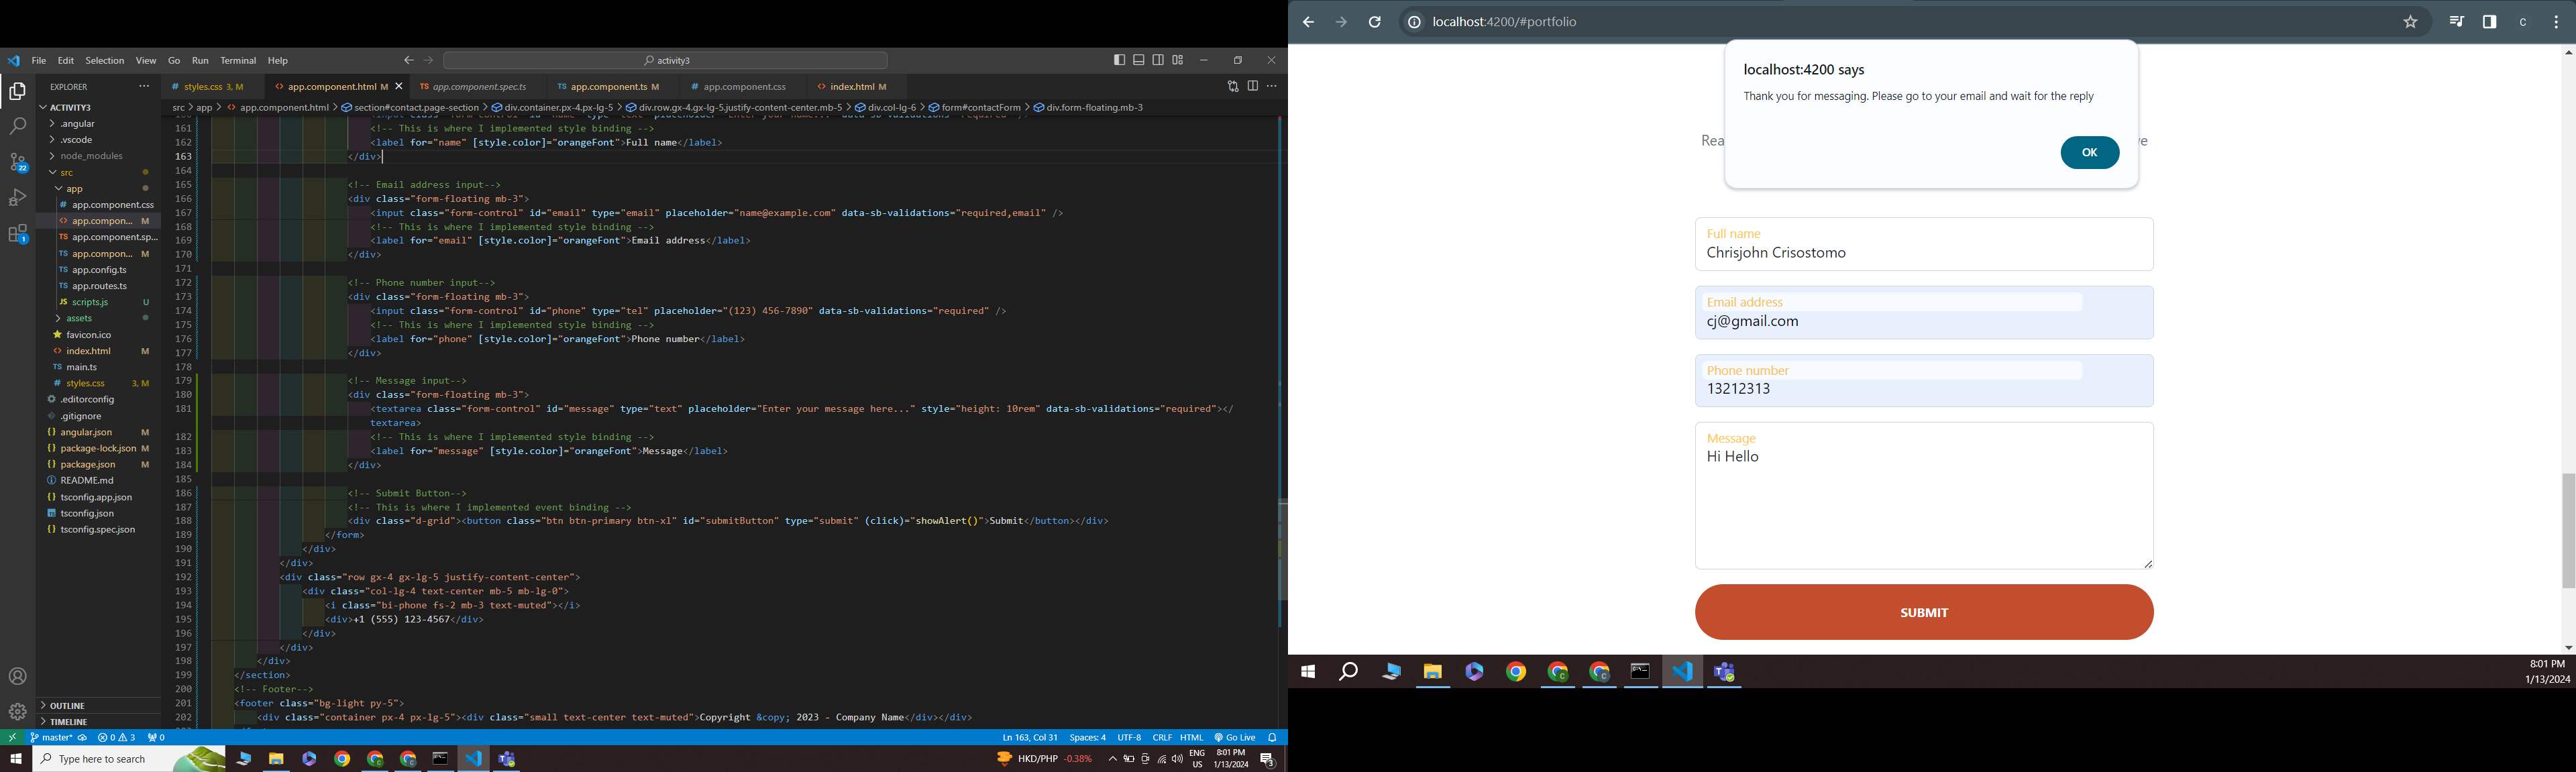 File Edit Selection View Go Run Terminal Help
activity3
EXPLORER
ACTIVITY3
.angular
.vscode
node_modules
src
app
app.component.css
app.compon... M
app.component.sp...
app.compon... M
app.config.ts
app.routes.ts
scripts.js U
assets
favicon.ico
index.html M
main.ts
styles.css 3, M
.editorconfig
.gitignore
angular.json M
package-lock.json M
package.json M
README.md
tsconfig.app.json
tsconfig.json
tsconfig.spec.json
OUTLINE
TIMELINE
styles.css 3, M app.component.html M app.component.spec.ts app.component.ts M app.component.css index.html M
src > app > app.component.html > section#contact.page-section > div.container.px-4.px-lg-5 > div.row.gx-4.gx-lg-5.justify-content-center.mb-5 > div.col-lg-6 > form#contactForm > div.form-floating.mb-3
161 <!-- This is where I implemented style binding -->
162 <label for="name" [style.color]="orangeFont">Full name</label>
163 </div>
164
165 <!-- Email address input-->
166 <div class="form-floating mb-3">
167 <input class="form-control" id="email" type="email" placeholder="name@example.com" data-sb-validations="required,email" />
168 <!-- This is where I implemented style binding -->
169 <label for="email" [style.color]="orangeFont">Email address</label>
170 </div>
171
172 <!-- Phone number input-->
173 <div class="form-floating mb-3">
174 <input class="form-control" id="phone" type="tel" placeholder="(123) 456-7890" data-sb-validations="required" />
175 <!-- This is where I implemented style binding -->
176 <label for="phone" [style.color]="orangeFont">Phone number</label>
177 </div>
178
179 <!-- Message input-->
180 <div class="form-floating mb-3">
181 <textarea class="form-control" id="message" type="text" placeholder="Enter your message here..." style="height: 10rem" data-sb-validations="required"></
textarea>
182 <!-- This is where I implemented style binding -->
183 <label for="message" [style.color]="orangeFont">Message</label>
184 </div>
185
186 <!-- Submit Button-->
187 <!-- This is where I implemented event binding -->
188 <div class="d-grid"><button class="btn btn-primary btn-xl" id="submitButton" type="submit" (click)="showAlert()">Submit</button></div>
189 </form>
190 </div>
191 </div>
192 <div class="row gx-4 gx-lg-5 justify-content-center">
193 <div class="col-lg-4 text-center mb-5 mb-lg-0">
194 <i class="bi-phone fs-2 mb-3 text-muted"></i>
195 <div>+1 (555) 123-4567</div>
196 </div>
197 </div>
198 </div>
199 </section>
200 <!-- Footer-->
201 <footer class="bg-light py-5">
202 <div class="container px-4 px-lg-5"><div class="small text-center text-muted">Copyright &copy; 2023 - Company Name</div></div>
master* 0 3 0
Ln 163, Col 31 Spaces: 4 UTF-8 CRLF HTML Go Live
Type here to search
HKD/PHP -0.38%
ENG
US
8:01 PM
1/13/2024
localhost:4200/#portfolio
localhost:4200 says
Thank you for messaging. Please go to your email and wait for the reply
OK
Full name
Chrisjohn Crisostomo
Email address
cj@gmail.com
Phone number
13212313
Message
Hi Hello
SUBMIT
8:01 PM
1/13/2024